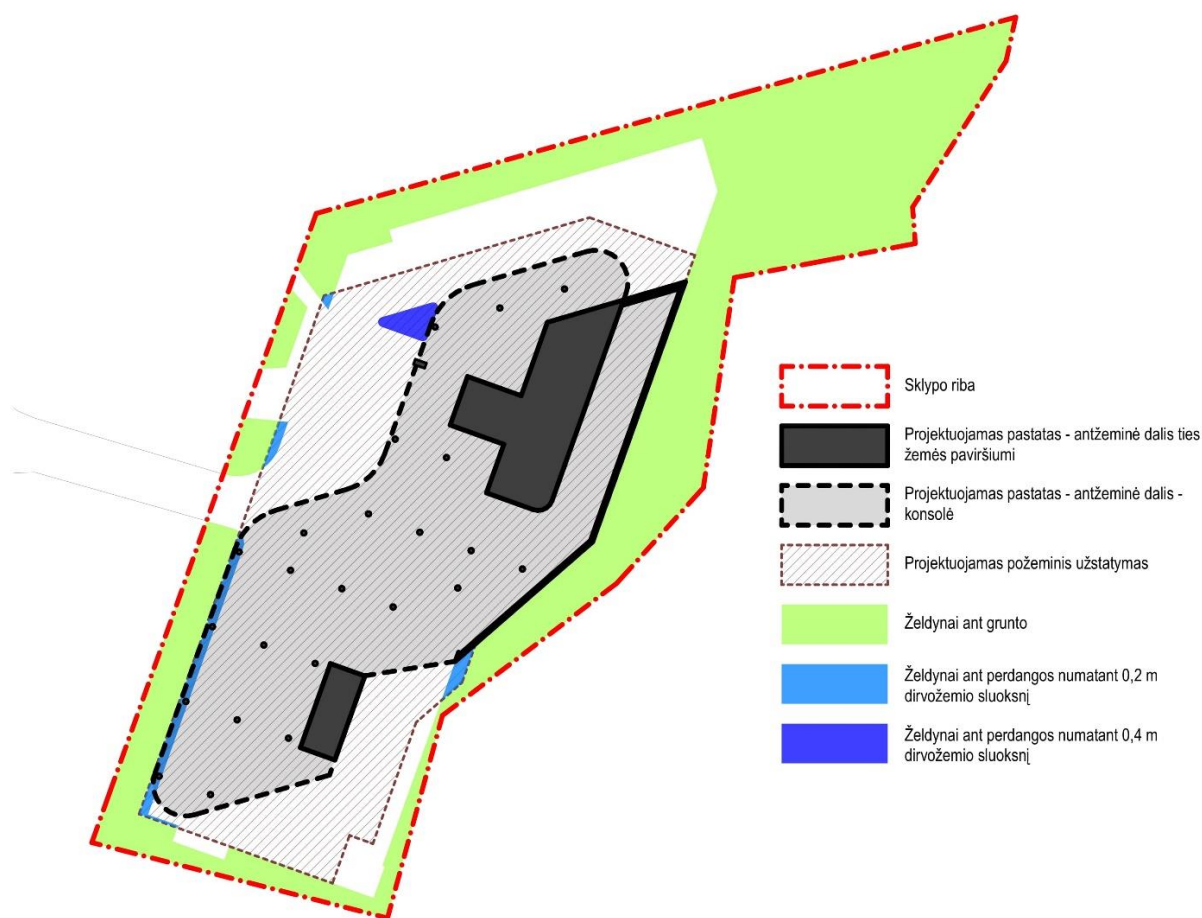 Sklypo riba
Projektuojamas pastatas - antžeminė dalis ties
žemės paviršiumi
Projektuojamas pastatas - antžeminė dalis -
konsolė
Projektuojamas požeminis užstatymas
Želdynai ant grunto
Želdynai ant perdangos numatant 0,2 m
dirvožemio sluoksnį
Želdynai ant perdangos numatant 0,4 m
dirvožemio sluoksnį